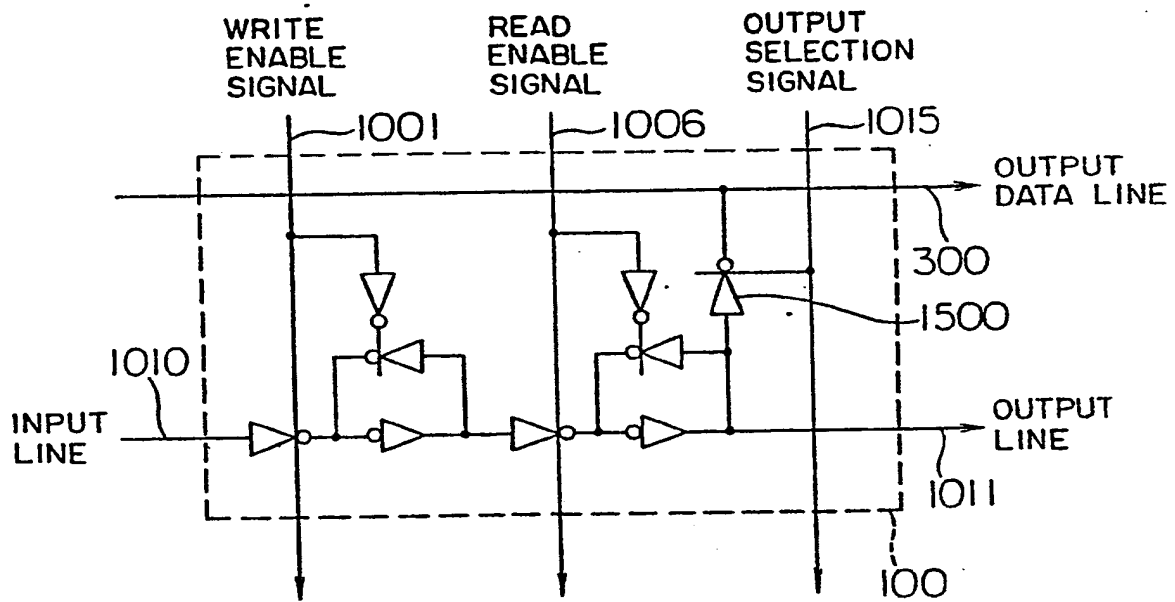 WRITE
ENABLE
SIGNAL
READ
ENABLE
SIGNAL
OUTPUT
SELECTION
SIGNAL
1001
1006
1015
OUTPUT
DATA LINE
300
1500
1010
INPUT
LINE
OUTPUT
LINE
1011
100